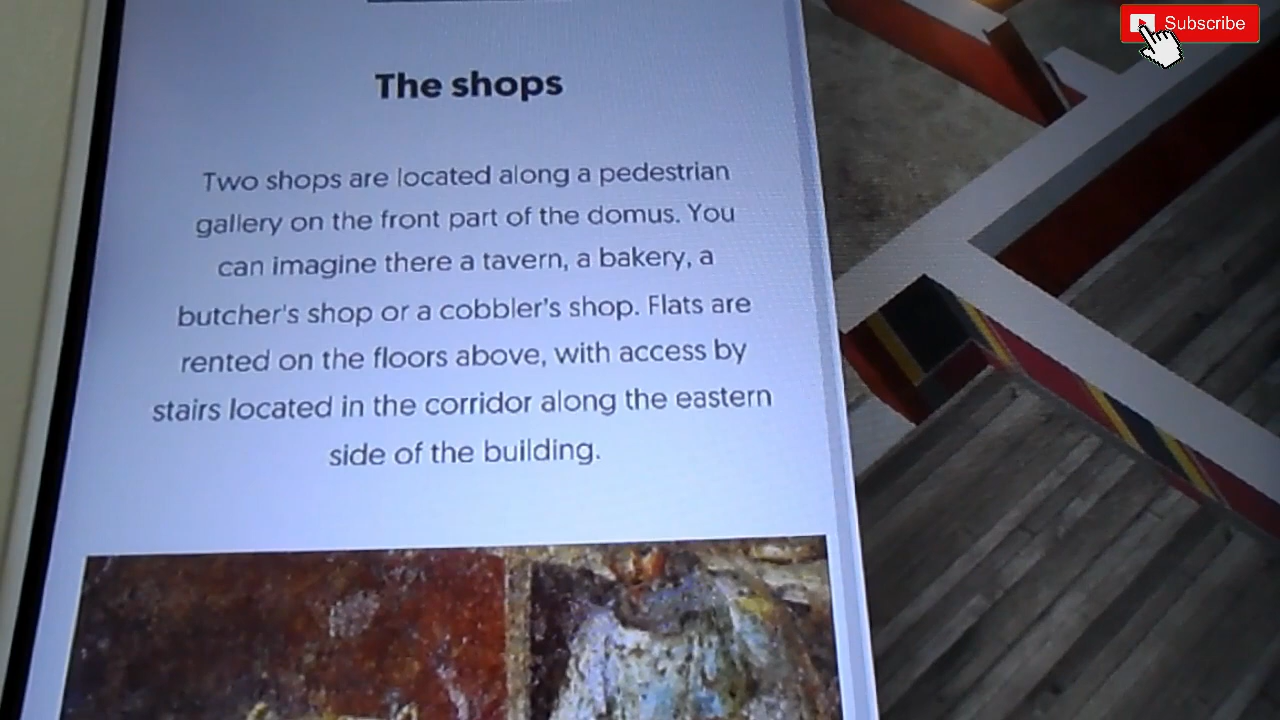 Subscribe
The shops
Two shops are located along a pedestrian
gallery on the front part of the domus. You
can imagine there a tavern, a bakery, a
butcher's shop or a cobbler's shop. Flats are
rented on the floors above, with access by
stairs located in the corridor along the eastern
side of the building.